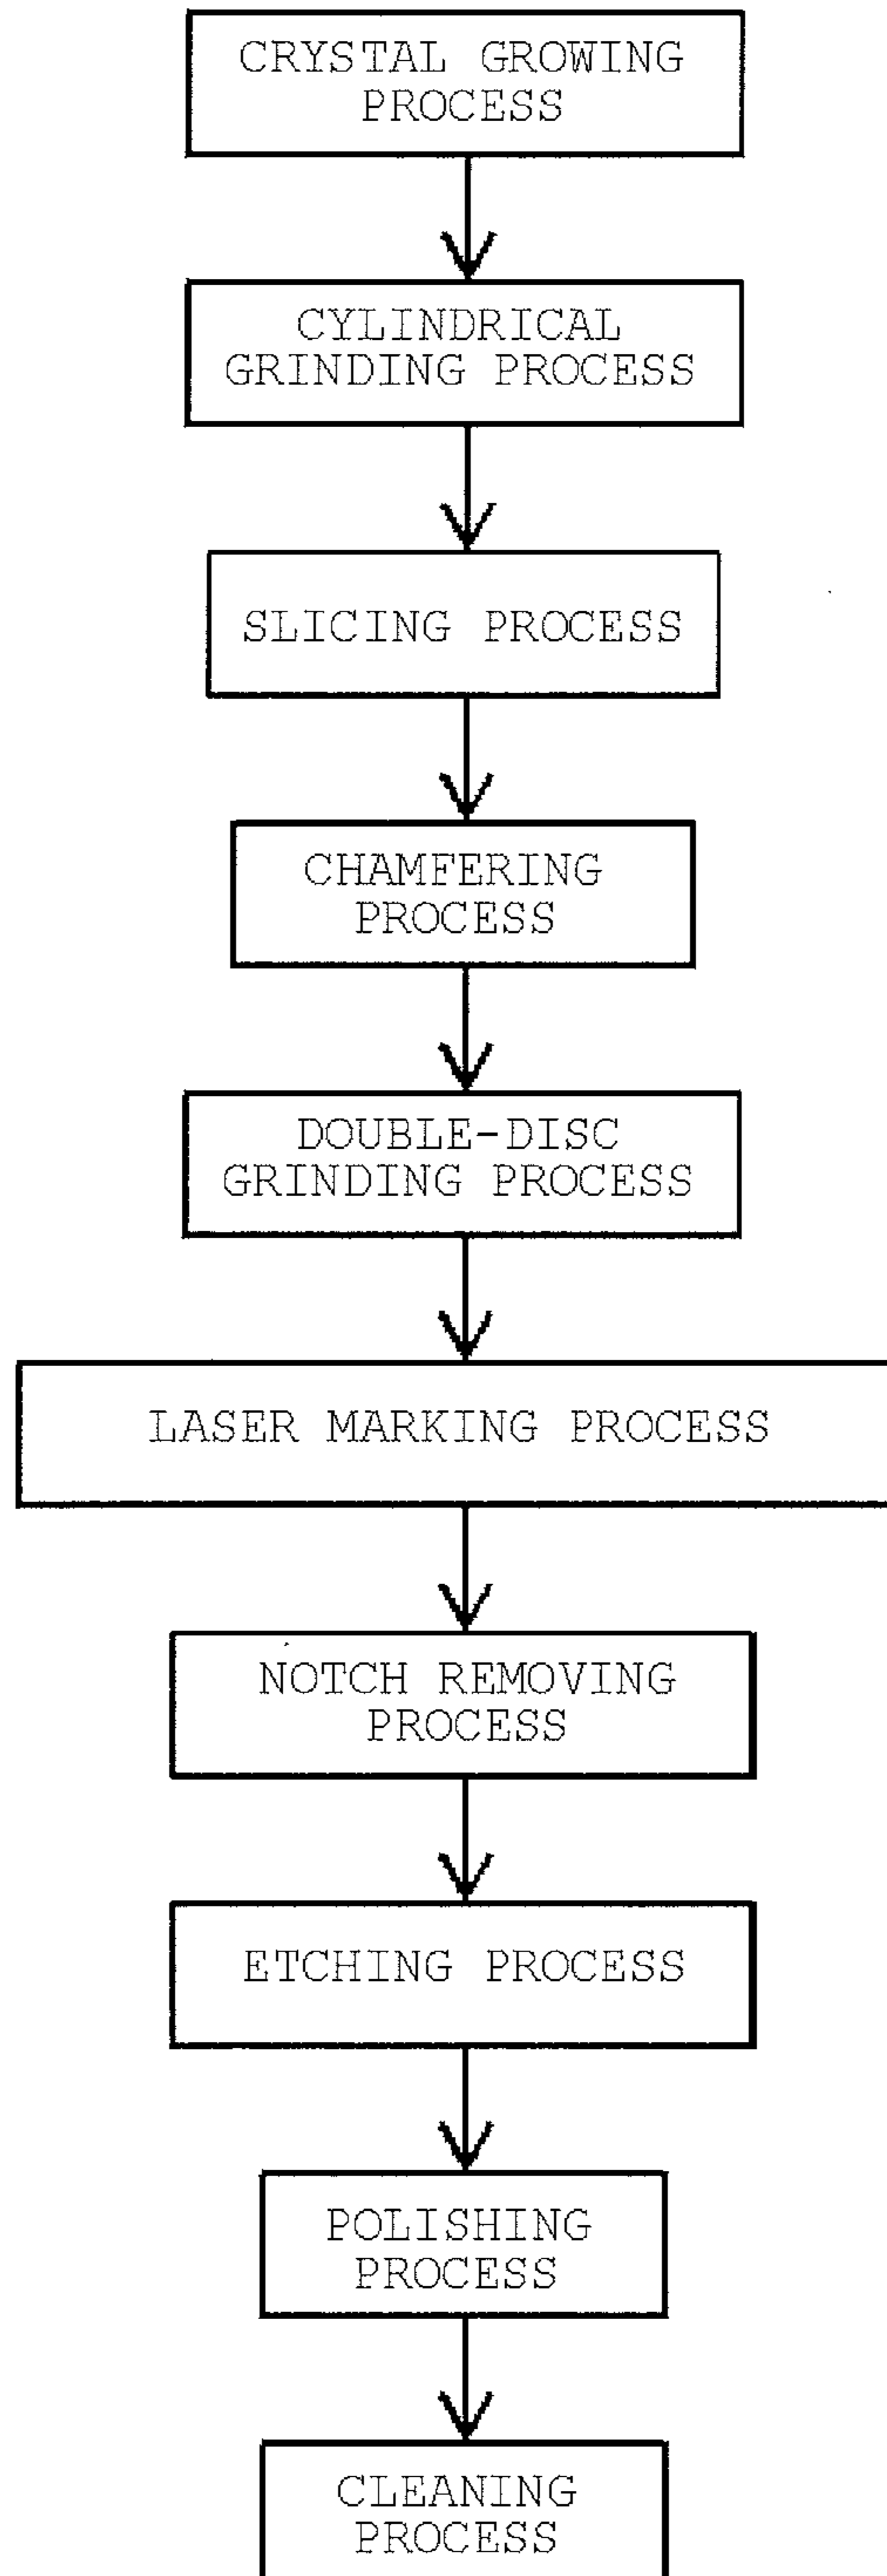 CRYSTAL GROWING
PROCESS
CYLINDRICAL
GRINDING PROCESS
SLICING PROCESS
CHAMFERING
PROCESS
DOUBLE-DISC
GRINDING PROCESS
LASER MARKING PROCESS
NOTCH REMOVING
PROCESS
ETCHING PROCESS
POLISHING
PROCESS
CLEANING
PROCESS